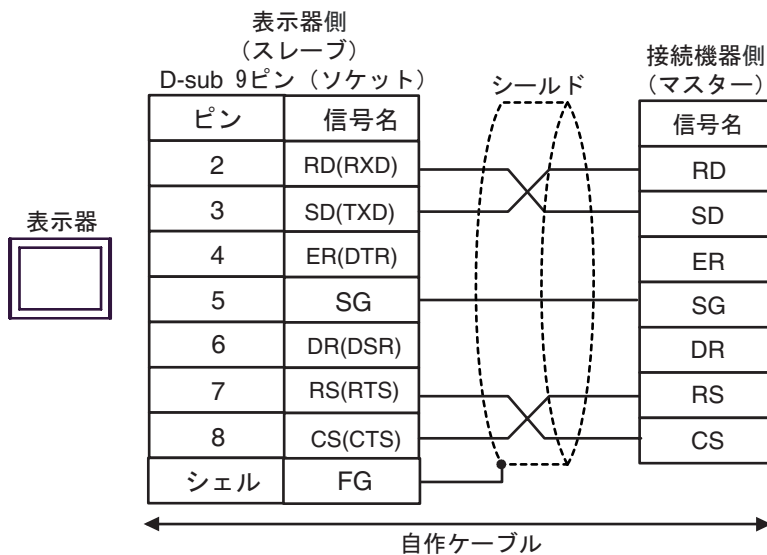 表示器側
(スレーブ)
D-sub 9ピン (ソケット)
シールド
接続機器側
(マスター)
ピン 信号名
信号名
2 RD(RXD)
RD
3 SD(TXD)
SD
表示器
4 ER(DTR)
ER
5 SG
SG
6 DR(DSR)
DR
7 RS(RTS)
RS
8 CS(CTS)
CS
シェル FG
自作ケーブル